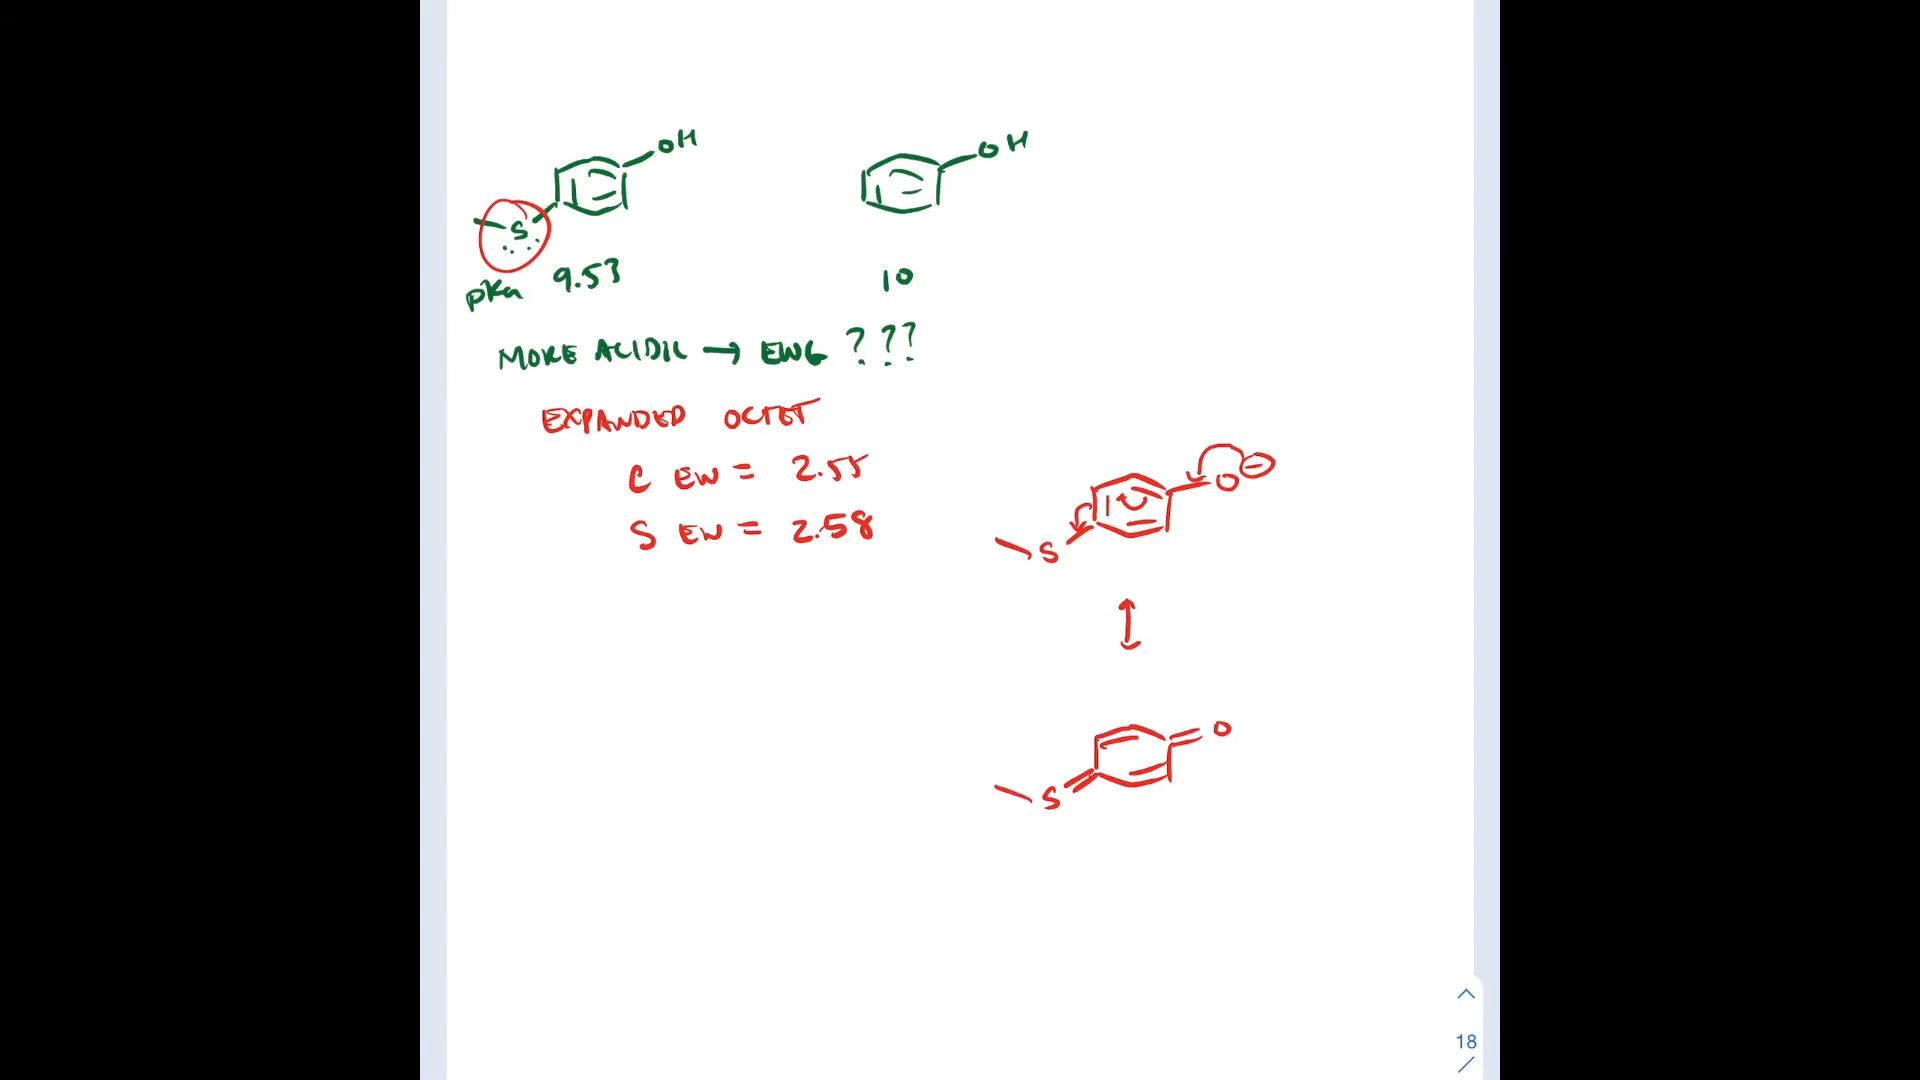 OH
OH
S
pKa 9.53
10
MORE ACIDIC → EWG ???
EXPANDED OCTET
C EW = 2.55
S EW = 2.58
O
S
O
S
18